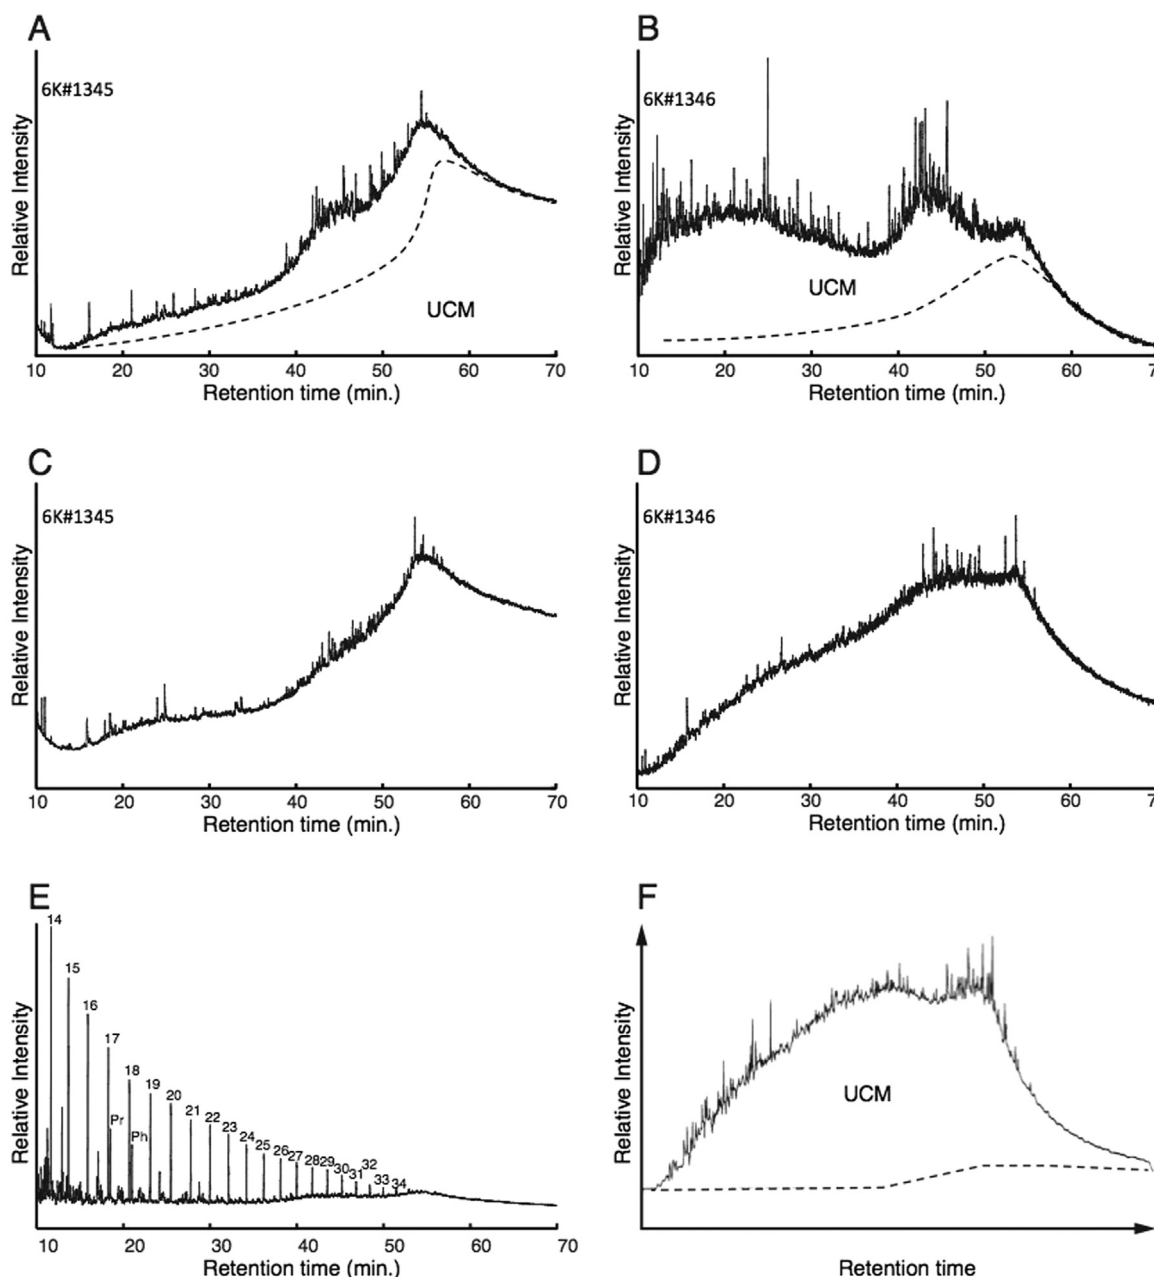 A
6K#1345
Relative Intensity
UCM
10 20 30 40 50 60 70
Retention time (min.)
B
6K#1346
Relative Intensity
UCM
10 20 30 40 50 60 7
Retention time (min.)
C
6K#1345
Relative Intensity
10 20 30 40 50 60 70
Retention time (min.)
D
6K#1346
Relative Intensity
10 20 30 40 50 60 70
Retention time (min.)
E
Relative Intensity
14
15
16
17
Pr
18
Ph
19
20
21
22
23
24
25
26
27
28
29
30
31
32
33
34
10 20 30 40 50 60 70
Retention time (min.)
F
Relative Intensity
UCM
Retention time